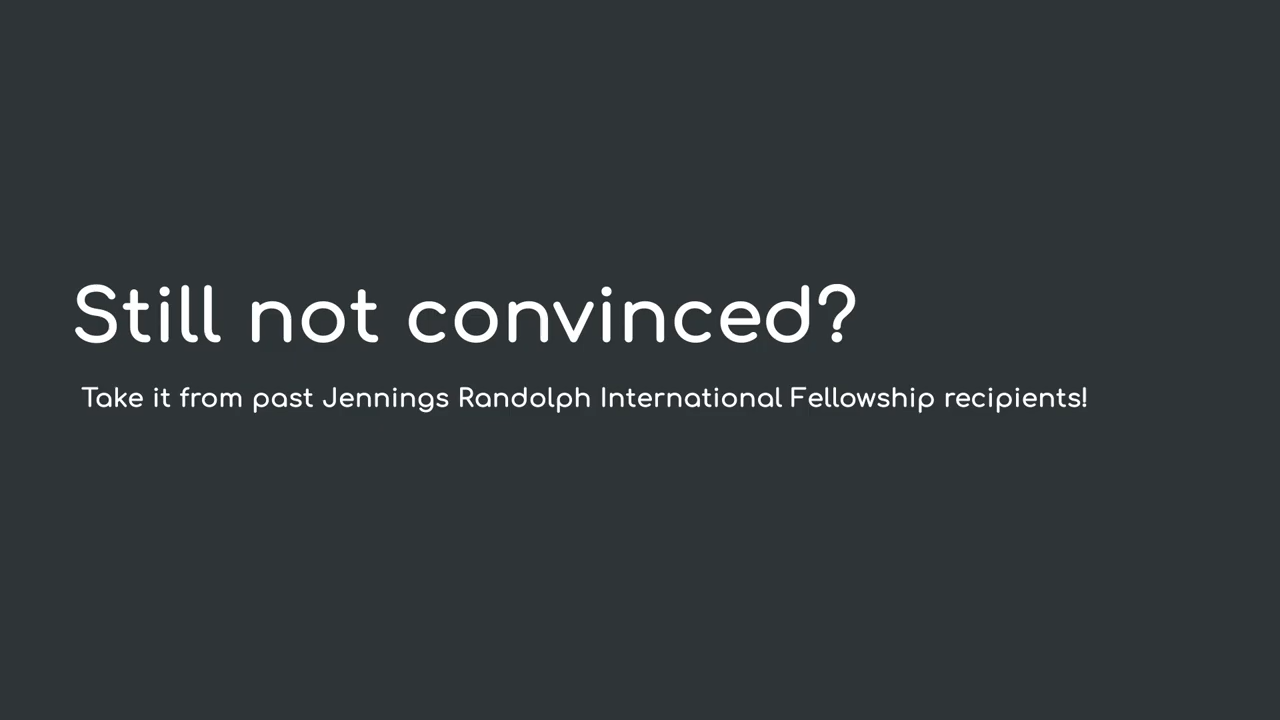 Still not convinced?
Take it from past Jennings Randolph International Fellowship recipients!